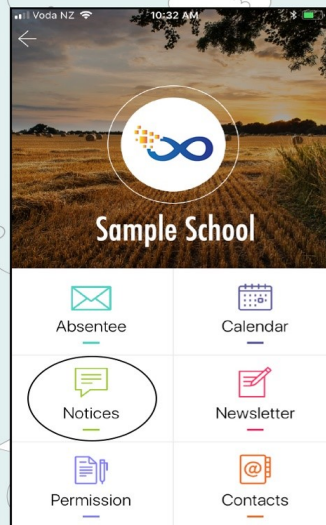 Voda NZ 10:32 AM
Sample School
Absentee Calendar
Notices Newsletter
Permission Contacts